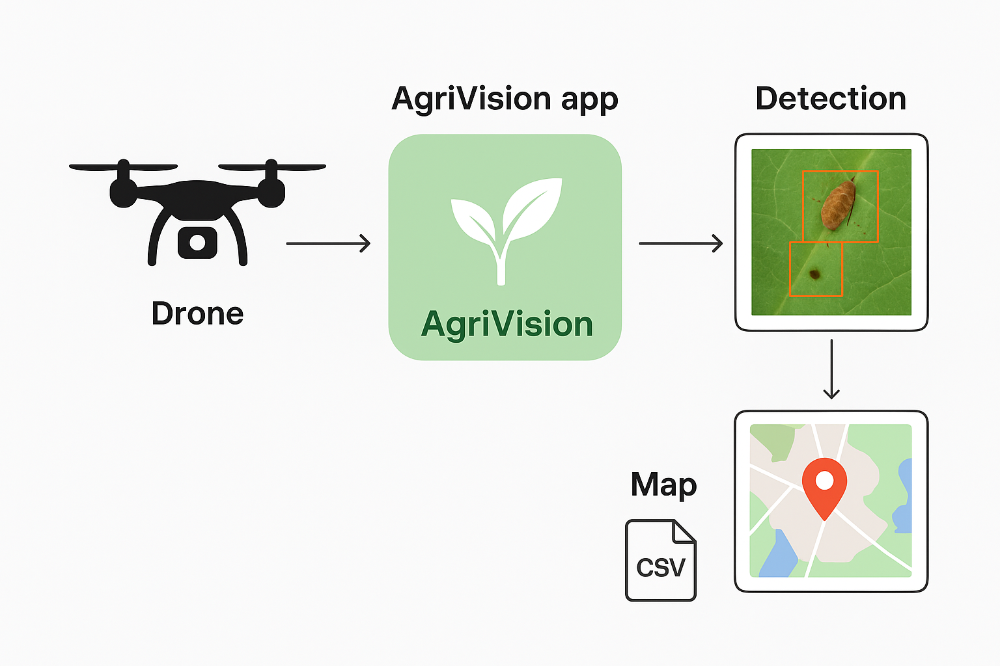 AgriVision app
Detection
AgriVision
Drone
Map
CSV